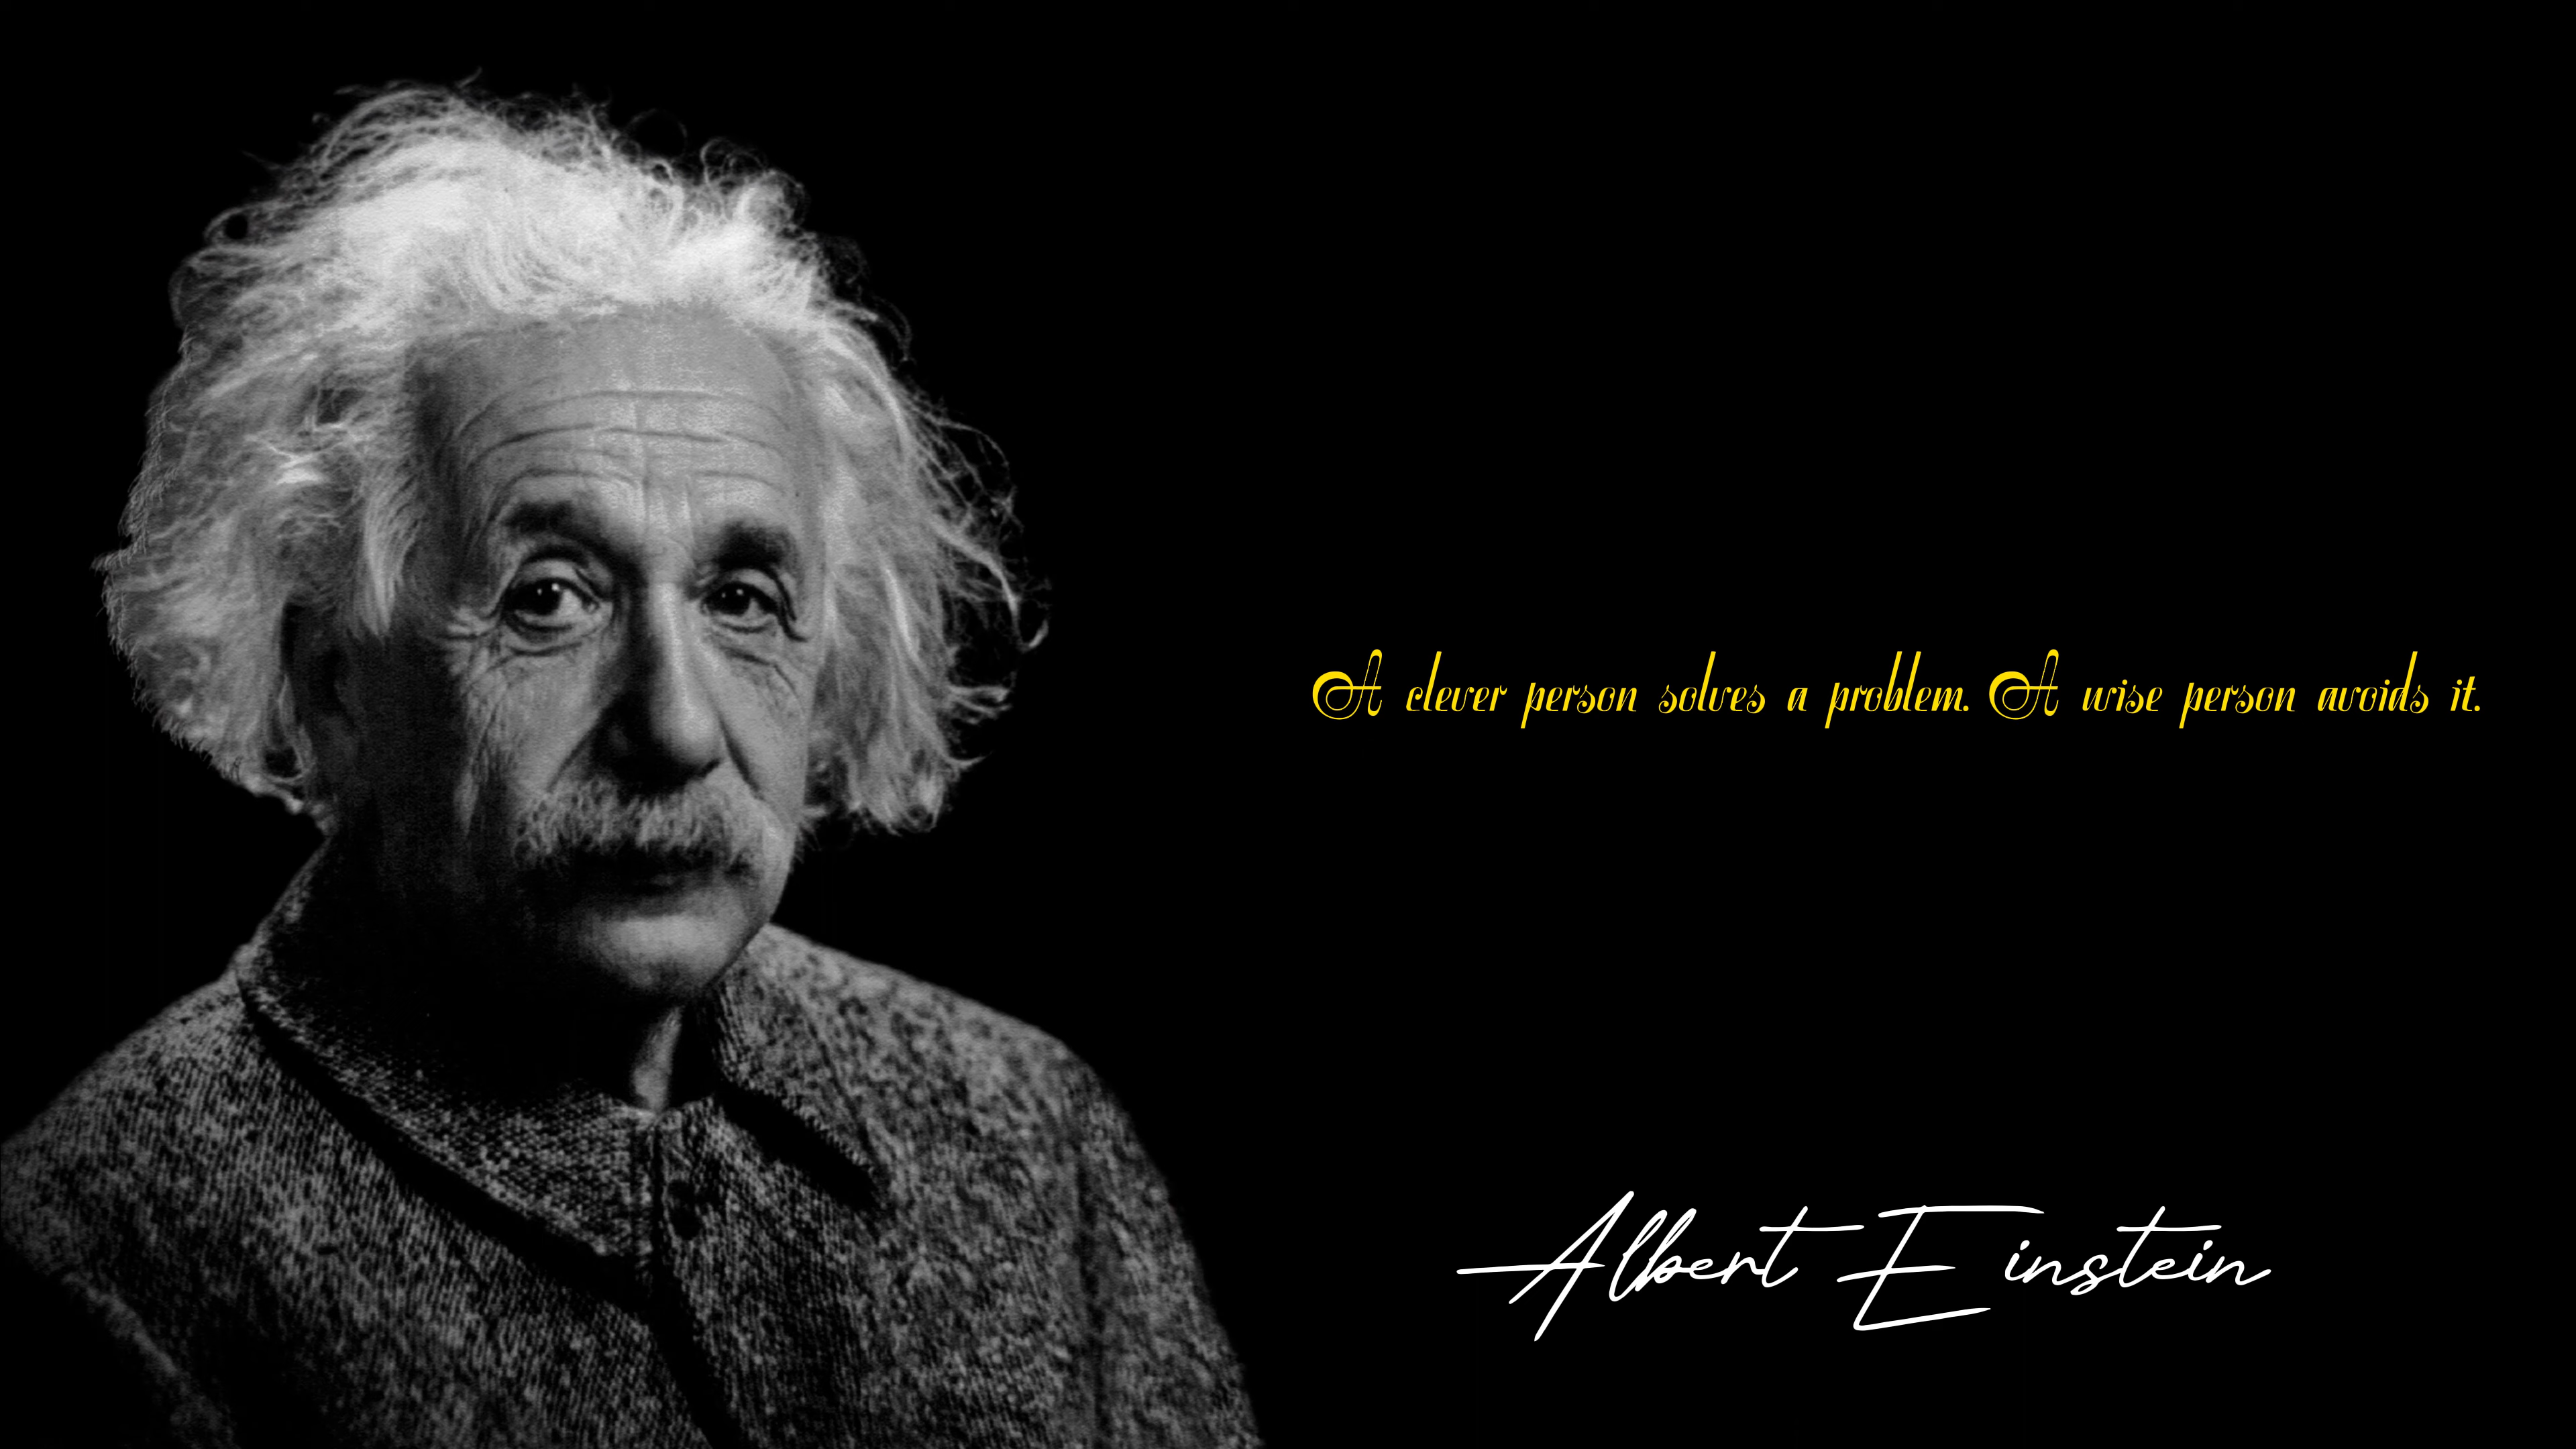 A clever person solves a problem. A wise person avoids it.
Albert Einstein